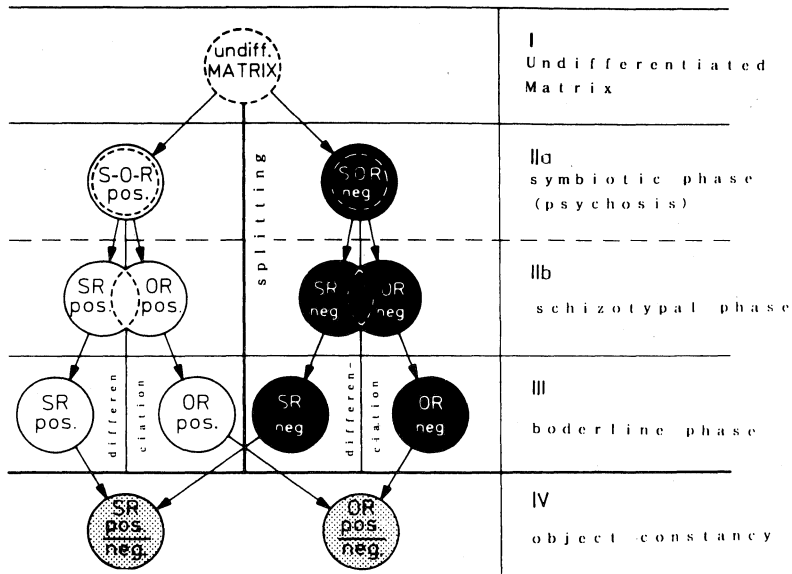 undiff.
MATRIX
I
Undifferentiated
Matrix
splitting
S-O-R
pos.
S-O-R
neg
IIa
symbiotic phase
(psychosis)
SR
pos.
OR
pos.
SR
neg
OR
neg
IIb
schizotypal phase
SR
pos.
differen
ciation
OR
pos.
SR
neg
differen-
ciation
OR
neg
III
boderline phase
SR
pos.
neg.
OR
pos.
neg.
IV
object constancy